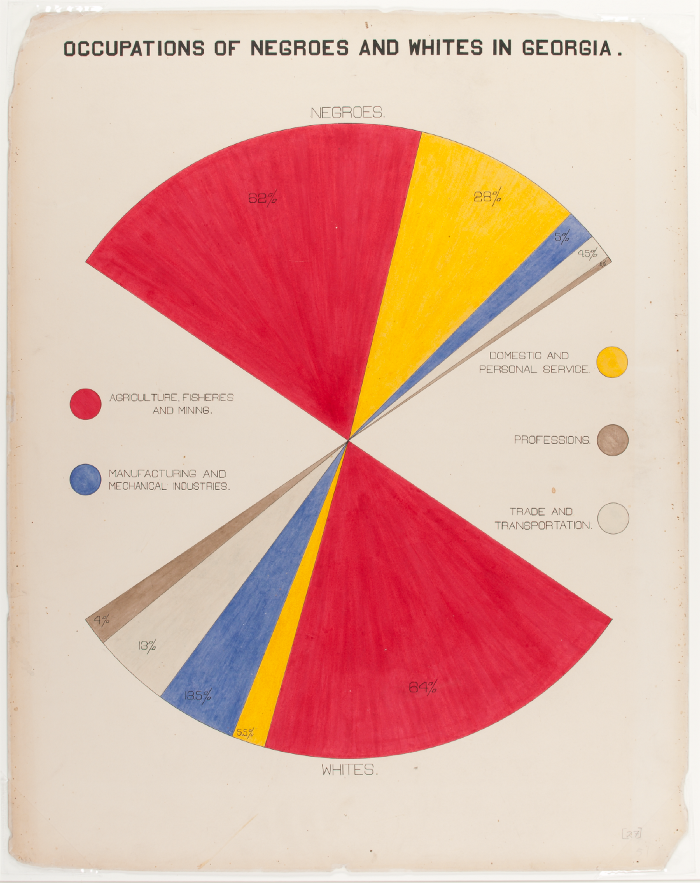 OCCUPATIONS OF NEGROES AND WHITES IN GEORGIA.
NEGROES.
62%
28%
5%
4.5%
DOMESTIC AND
PERSONAL SERVICE.
AGRICULTURE, FISHERIES
AND MINING.
PROFESSIONS.
MANUFACTURING AND
MECHANICAL INDUSTRIES.
TRADE AND
TRANSPORTATION.
4%
13%
13.5%
5.5%
64%
WHITES.